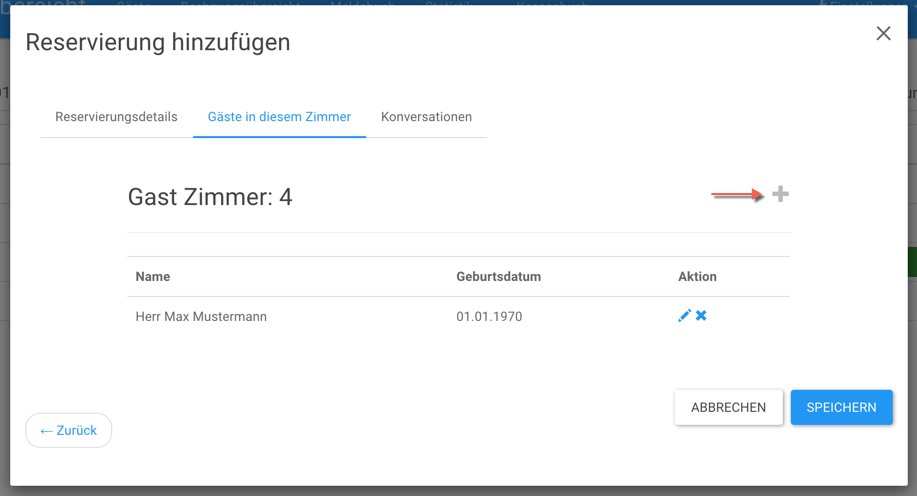 Reservierung hinzufügen
Reservierungsdetails Gäste in diesem Zimmer Konversationen
Gast Zimmer: 4
Name Geburtsdatum Aktion
Herr Max Mustermann 01.01.1970
ABBRECHEN SPEICHERN
← Zurück